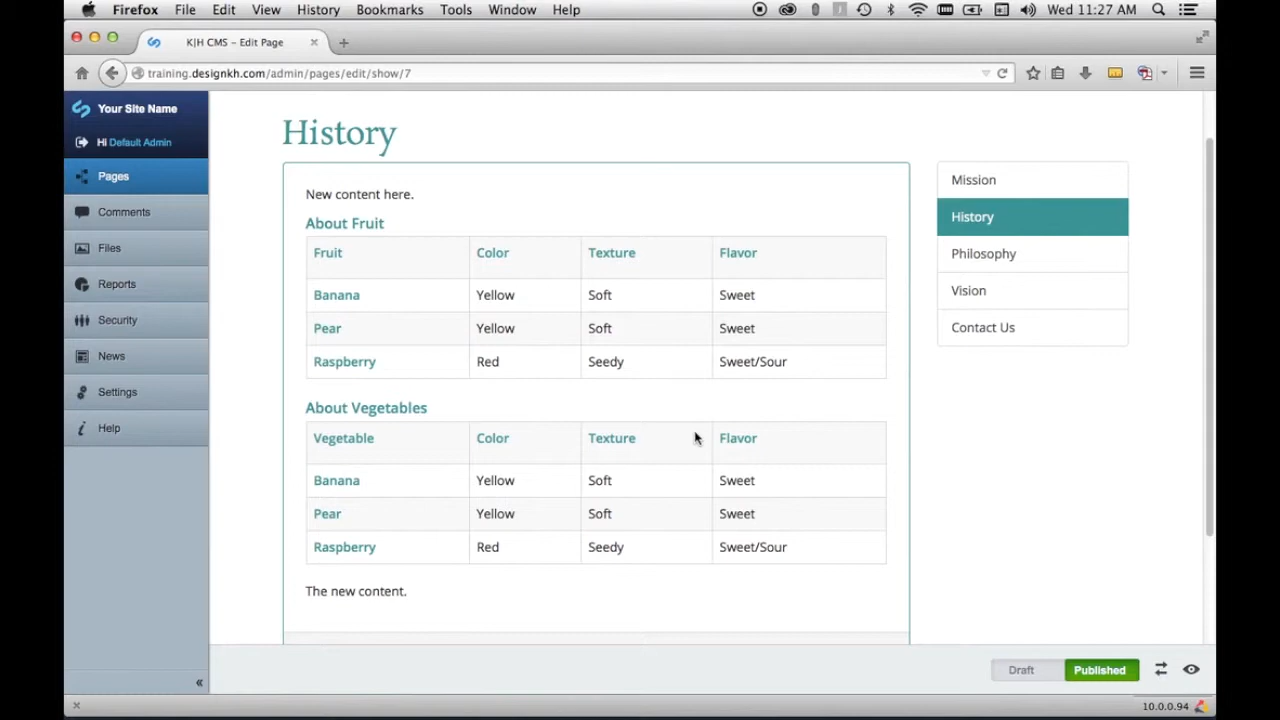 Firefox File Edit View History Bookmarks Tools Window Help Wed 11:27 AM
K|H CMS – Edit Page
training.designkh.com/admin/pages/edit/show/7
Your Site Name
Hi Default Admin
Pages
Comments
Files
Reports
Security
News
Settings
Help
«
History
New content here.
About Fruit
Fruit Color Texture Flavor
Banana Yellow Soft Sweet
Pear Yellow Soft Sweet
Raspberry Red Seedy Sweet/Sour
About Vegetables
Vegetable Color Texture Flavor
Banana Yellow Soft Sweet
Pear Yellow Soft Sweet
Raspberry Red Seedy Sweet/Sour
The new content.
Mission
History
Philosophy
Vision
Contact Us
Draft Published
10.0.0.94